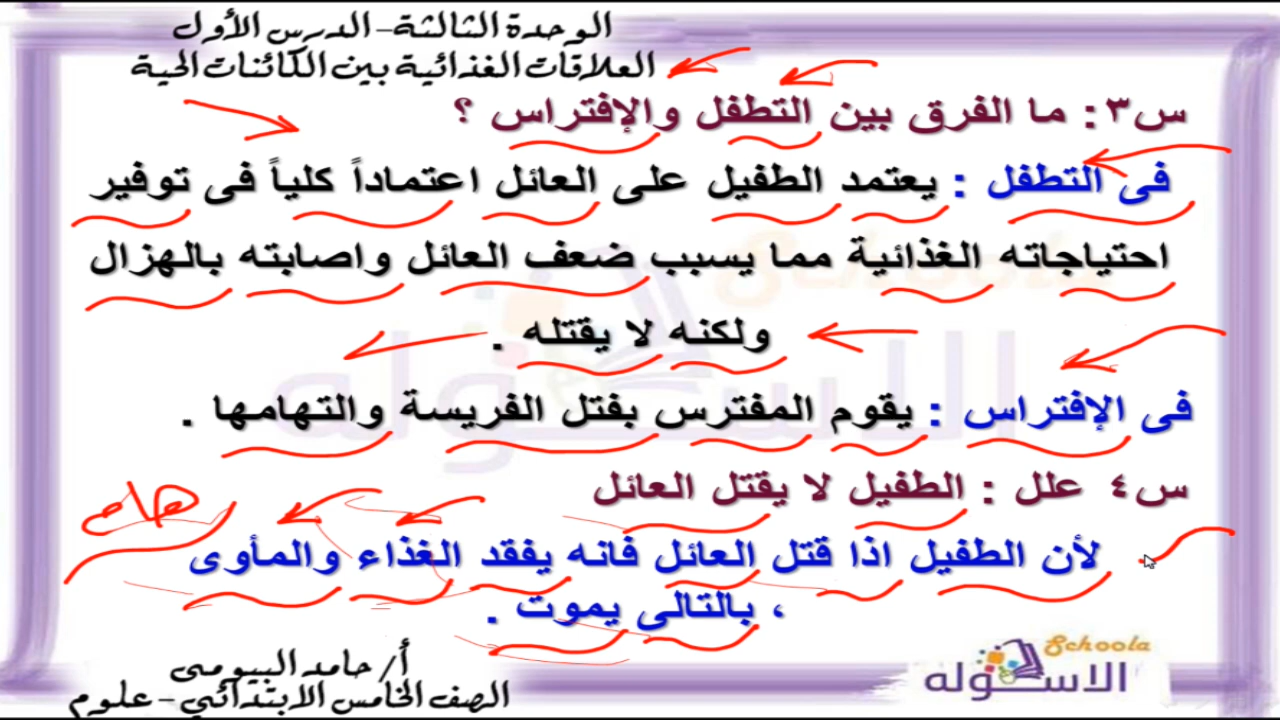 الوحدة الثالثة - الدرس الأول
العلاقات الغذائية بين الكائنات الحية
س٣: ما الفرق بين التطفل والإفتراس ؟
فى التطفل : يعتمد الطفيل على العائل اعتماداً كلياً فى توفير
احتياجاته الغذائية مما يسبب ضعف العائل واصابته بالهزال
ولكنه لا يقتله .
فى الإفتراس : يقوم المفترس بقتل الفريسة والتهامها .
س٤ علل : الطفيل لا يقتل العائل
هام
لأن الطفيل اذا قتل العائل فانه يفقد الغذاء والمأوى
، بالتالى يموت .
أ/ حامد البيومى
الصف الخامس الابتدائي - علوم
Schoola
الاسكوله